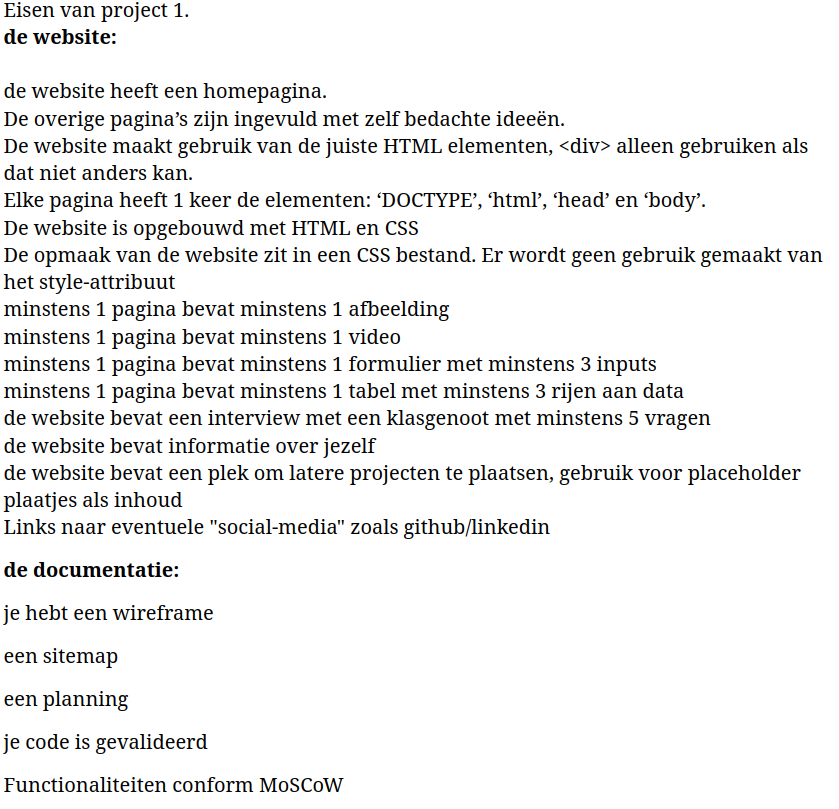 Eisen van project 1.
de website:
de website heeft een homepagina.
De overige pagina’s zijn ingevuld met zelf bedachte ideeën.
De website maakt gebruik van de juiste HTML elementen, <div> alleen gebruiken als
dat niet anders kan.
Elke pagina heeft 1 keer de elementen: ‘DOCTYPE’, ‘html’, ‘head’ en ‘body’.
De website is opgebouwd met HTML en CSS
De opmaak van de website zit in een CSS bestand. Er wordt geen gebruik gemaakt van
het style-attribuut
minstens 1 pagina bevat minstens 1 afbeelding
minstens 1 pagina bevat minstens 1 video
minstens 1 pagina bevat minstens 1 formulier met minstens 3 inputs
minstens 1 pagina bevat minstens 1 tabel met minstens 3 rijen aan data
de website bevat een interview met een klasgenoot met minstens 5 vragen
de website bevat informatie over jezelf
de website bevat een plek om latere projecten te plaatsen, gebruik voor placeholder
plaatjes als inhoud
Links naar eventuele "social-media" zoals github/linkedin
de documentatie:
je hebt een wireframe
een sitemap
een planning
je code is gevalideerd
Functionaliteiten conform MoSCoW